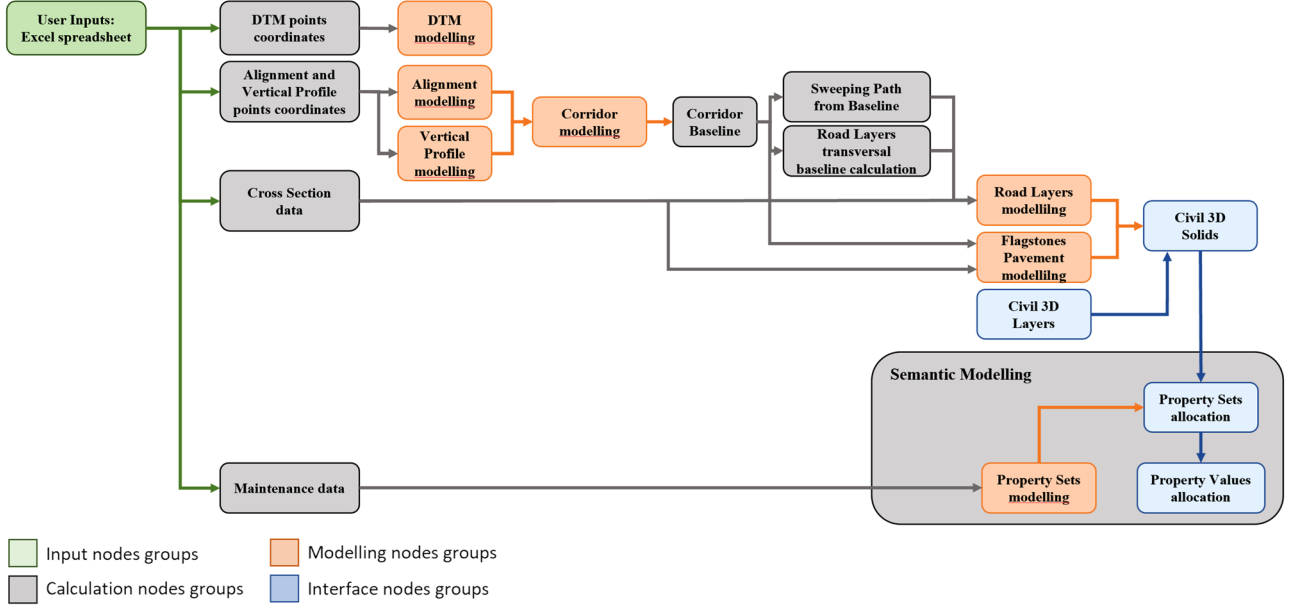 User Inputs:
Excel spreadsheet
DTM points
coordinates
DTM
modelling
Alignment and
Vertical Profile
points coordinates
Alignment
modelling
Vertical
Profile
modelling
Corridor
modelling
Corridor
Baseline
Sweeping Path
from Baseline
Road Layers
transversal
baseline calculation
Cross Section
data
Road Layers
modellilng
Flagstones
Pavement
modellilng
Civil 3D
Solids
Civil 3D
Layers
Semantic Modelling
Property Sets
allocation
Maintenance data
Property Sets
modelling
Property Values
allocation
Input nodes groups
Modelling nodes groups
Calculation nodes groups
Interface nodes groups